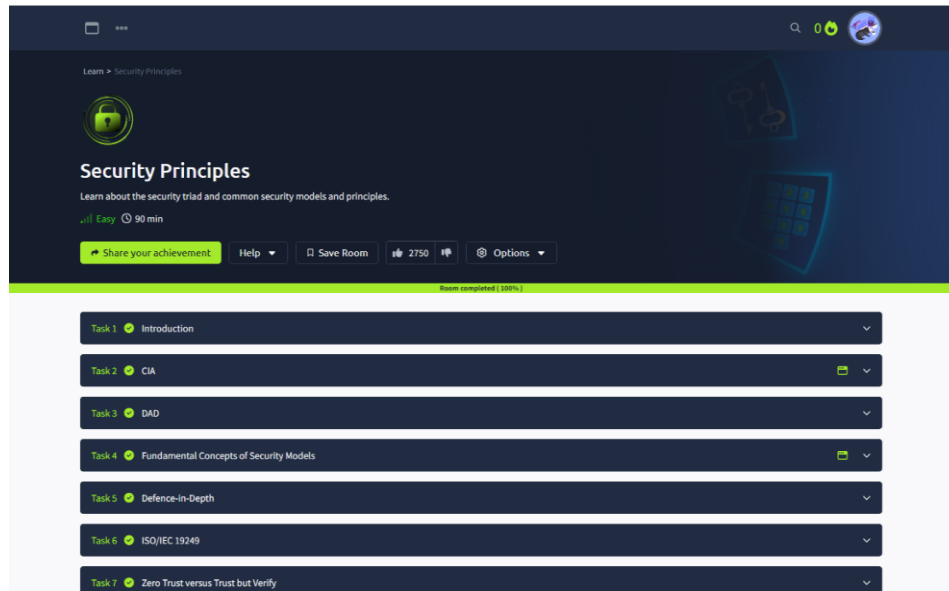 0
Learn > Security Principles
Security Principles
Learn about the security triad and common security models and principles.
Easy 90 min
Share your achievement Help Save Room 2750 Options
Room completed ( 100% )
Task 1 Introduction
Task 2 CIA
Task 3 DAD
Task 4 Fundamental Concepts of Security Models
Task 5 Defence-in-Depth
Task 6 ISO/IEC 19249
Task 7 Zero Trust versus Trust but Verify